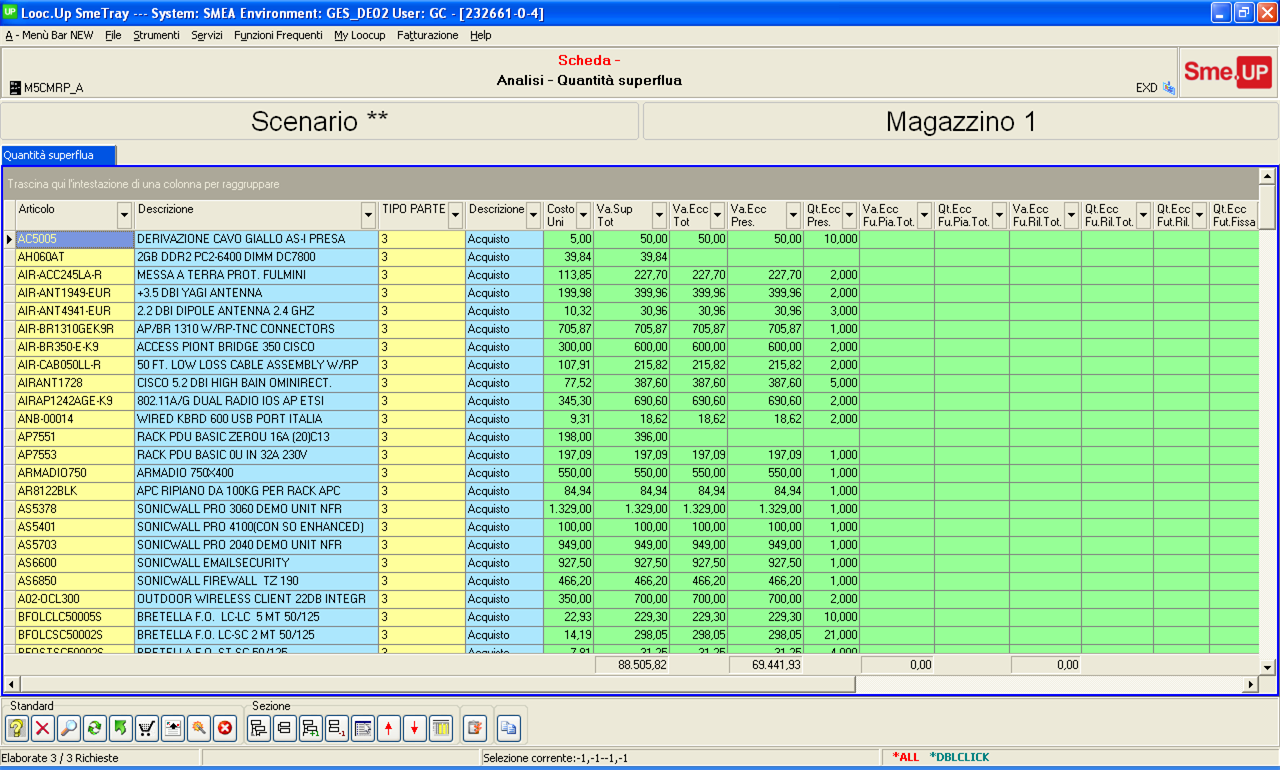 UP Looc.Up SmeTray --- System: SMEA Environment: GES_DE02 User: GC - [232661-0-4]
A - Menù Bar NEW File Strumenti Servizi Funzioni Frequenti My Loocup Fatturazione Help
Scheda -
Analisi - Quantità superflua
M5CMRP_A
EXD
Sme.UP
Scenario ** Magazzino 1
Quantità superflua
Trascina qui l'intestazione di una colonna per raggruppare
Articolo Descrizione TIPO PARTE Descrizione Costo Va.Sup Va.Ecc Va.Ecc Qt.Ecc Va.Ecc Qt.Ecc Va.Ecc Qt.Ecc Qt.Ecc Qt.Ecc
Uni Tot Tot Pres. Pres. Fu.Pia.Tot. Fu.Pia.Tot. Fu.Ril.Tot. Fu.Ril.Tot. Fut.Ril. Fut.Fissa
AC5005 DERIVAZIONE CAVO GIALLO AS-I PRESA 3 Acquisto 5,00 50,00 50,00 50,00 10,000
AH060AT 2GB DDR2 PC2-6400 DIMM DC7800 3 Acquisto 39,84 39,84
AIR-ACC245LA-R MESSA A TERRA PROT. FULMINI 3 Acquisto 113,85 227,70 227,70 227,70 2,000
AIR-ANT1949-EUR +3.5 DBI YAGI ANTENNA 3 Acquisto 199,98 399,96 399,96 399,96 2,000
AIR-ANT4941-EUR 2.2 DBI DIPOLE ANTENNA 2.4 GHZ 3 Acquisto 10,32 30,96 30,96 30,96 3,000
AIR-BR1310GEK9R AP/BR 1310 W/RP-TNC CONNECTORS 3 Acquisto 705,87 705,87 705,87 705,87 1,000
AIR-BR350-E-K9 ACCESS PIONT BRIDGE 350 CISCO 3 Acquisto 300,00 600,00 600,00 600,00 2,000
AIR-CAB050LL-R 50 FT. LOW LOSS CABLE ASSEMBLY W/RP 3 Acquisto 107,91 215,82 215,82 215,82 2,000
AIRANT1728 CISCO 5.2 DBI HIGH BAIN OMINIRECT. 3 Acquisto 77,52 387,60 387,60 387,60 5,000
AIRAP1242AGE-K9 802.11A/G DUAL RADIO IOS AP ETSI 3 Acquisto 345,30 690,60 690,60 690,60 2,000
ANB-00014 WIRED KBRD 600 USB PORT ITALIA 3 Acquisto 9,31 18,62 18,62 18,62 2,000
AP7551 RACK PDU BASIC ZEROU 16A (20)C13 3 Acquisto 198,00 396,00
AP7553 RACK PDU BASIC 0U IN 32A 230V 3 Acquisto 197,09 197,09 197,09 197,09 1,000
ARMADIO750 ARMADIO 750X400 3 Acquisto 550,00 550,00 550,00 550,00 1,000
AR8122BLK APC RIPIANO DA 100KG PER RACK APC 3 Acquisto 84,94 84,94 84,94 84,94 1,000
AS5378 SONICWALL PRO 3060 DEMO UNIT NFR 3 Acquisto 1.329,00 1.329,00 1.329,00 1.329,00 1,000
AS5401 SONICWALL PRO 4100(CON SO ENHANCED) 3 Acquisto 100,00 100,00 100,00 100,00 1,000
AS5703 SONICWALL PRO 2040 DEMO UNIT NFR 3 Acquisto 949,00 949,00 949,00 949,00 1,000
AS6600 SONICWALL EMAILSECURITY 3 Acquisto 927,50 927,50 927,50 927,50 1,000
AS6850 SONICWALL FIREWALL TZ 190 3 Acquisto 466,20 466,20 466,20 466,20 1,000
A02-OCL300 OUTDOOR WIRELESS CLIENT 22DB INTEGR 3 Acquisto 350,00 700,00 700,00 700,00 2,000
BFOLCLC50005S BRETELLA F.O. LC-LC 5 MT 50/125 3 Acquisto 22,93 229,30 229,30 229,30 10,000
BFOLCSC50002S BRETELLA F.O. LC-SC 2 MT 50/125 3 Acquisto 14,19 298,05 298,05 298,05 21,000
BFOSTSC50002S BRETELLA F.O. ST-SC 50/125 3 Acquisto 7,81 31,25 31,25 31,25 4,000
88.505,82 69.441,93 0,00 0,00
Standard Sezione
Elaborate 3 / 3 Richieste Selezione corrente:-1,-1--1,-1 *ALL *DBLCLICK